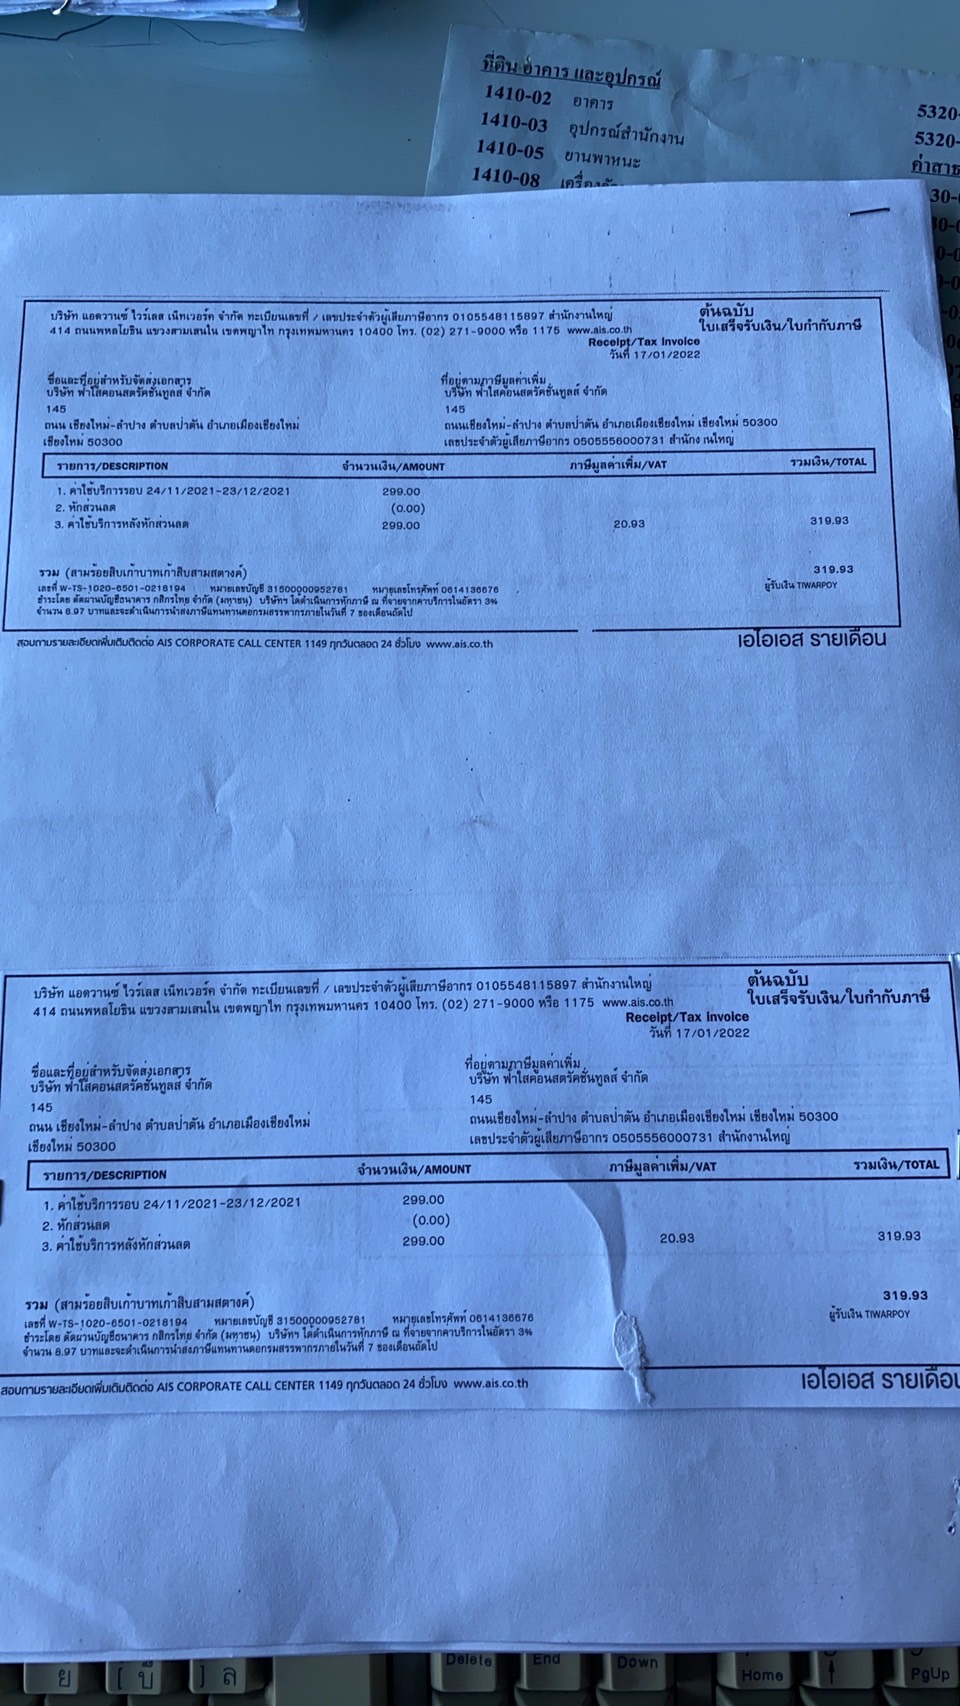 ที่ดิน อาคาร และอุปกรณ์
1410-02 อาคาร
1410-03 อุปกรณ์สำนักงาน
1410-05 ยานพาหนะ
1410-08
5320-
5320-
ค่าสาธ
30-
บริษัท แอดวานซ์ ไวร์เลส เน็ทเวอร์ค จำกัด ทะเบียนเลขที่ / เลขประจำตัวผู้เสียภาษีอากร 0105548115897 สำนักงานใหญ่
414 ถนนพหลโยธิน แขวงสามเสนใน เขตพญาไท กรุงเทพมหานคร 10400 โทร. (02) 271-9000 หรือ 1175 www.ais.co.th
ต้นฉบับ
ใบเสร็จรับเงิน/ใบกำกับภาษี
Receipt/Tax Invoice
วันที่ 17/01/2022
ชื่อและที่อยู่สำหรับจัดส่งเอกสาร
บริษัท ฟ้าใสคอนสตรัคชั่นทูลส์ จำกัด
145
ถนน เชียงใหม่-ลำปาง ตำบลป่าตัน อำเภอเมืองเชียงใหม่
เชียงใหม่ 50300
ที่อยู่ตามภาษีมูลค่าเพิ่ม
บริษัท ฟ้าใสคอนสตรัคชั่นทูลส์ จำกัด
145
ถนนเชียงใหม่-ลำปาง ตำบลป่าตัน อำเภอเมืองเชียงใหม่ เชียงใหม่ 50300
เลขประจำตัวผู้เสียภาษีอากร 0505556000731 สำนักงานใหญ่
รายการ/DESCRIPTION จำนวนเงิน/AMOUNT ภาษีมูลค่าเพิ่ม/VAT รวมเงิน/TOTAL
1. ค่าใช้บริการรอบ 24/11/2021-23/12/2021 299.00
2. หักส่วนลด (0.00)
3. ค่าใช้บริการหลังหักส่วนลด 299.00 20.93 319.93
รวม (สามร้อยสิบเก้าบาทเก้าสิบสามสตางค์) 319.93
เลขที่ W-TS-1020-6501-0218194 หมายเลขบัญชี 31500000952781 หมายเลขโทรศัพท์ 0614136676 ผู้รับเงิน TIWARPOY
ชำระโดย ตัดผ่านบัญชีธนาคาร กสิกรไทย จำกัด (มหาชน) บริษัทฯ ได้ดำเนินการหักภาษี ณ ที่จ่ายจากค่าบริการในอัตรา 3%
จำนวน 8.97 บาทและจะดำเนินการนำส่งภาษีแทนท่านต่อกรมสรรพากรภายในวันที่ 7 ของเดือนถัดไป
สอบถามรายละเอียดเพิ่มเติมติดต่อ AIS CORPORATE CALL CENTER 1149 ทุกวันตลอด 24 ชั่วโมง www.ais.co.th เอไอเอส รายเดือน
บริษัท แอดวานซ์ ไวร์เลส เน็ทเวอร์ค จำกัด ทะเบียนเลขที่ / เลขประจำตัวผู้เสียภาษีอากร 0105548115897 สำนักงานใหญ่
414 ถนนพหลโยธิน แขวงสามเสนใน เขตพญาไท กรุงเทพมหานคร 10400 โทร. (02) 271-9000 หรือ 1175 www.ais.co.th
ต้นฉบับ
ใบเสร็จรับเงิน/ใบกำกับภาษี
Receipt/Tax Invoice
วันที่ 17/01/2022
ชื่อและที่อยู่สำหรับจัดส่งเอกสาร
บริษัท ฟ้าใสคอนสตรัคชั่นทูลส์ จำกัด
145
ถนน เชียงใหม่-ลำปาง ตำบลป่าตัน อำเภอเมืองเชียงใหม่
เชียงใหม่ 50300
ที่อยู่ตามภาษีมูลค่าเพิ่ม
บริษัท ฟ้าใสคอนสตรัคชั่นทูลส์ จำกัด
145
ถนนเชียงใหม่-ลำปาง ตำบลป่าตัน อำเภอเมืองเชียงใหม่ เชียงใหม่ 50300
เลขประจำตัวผู้เสียภาษีอากร 0505556000731 สำนักงานใหญ่
รายการ/DESCRIPTION จำนวนเงิน/AMOUNT ภาษีมูลค่าเพิ่ม/VAT รวมเงิน/TOTAL
1. ค่าใช้บริการรอบ 24/11/2021-23/12/2021 299.00
2. หักส่วนลด (0.00)
3. ค่าใช้บริการหลังหักส่วนลด 299.00 20.93 319.93
รวม (สามร้อยสิบเก้าบาทเก้าสิบสามสตางค์) 319.93
เลขที่ W-TS-1020-6501-0218194 หมายเลขบัญชี 31500000952781 หมายเลขโทรศัพท์ 0614136676 ผู้รับเงิน TIWARPOY
ชำระโดย ตัดผ่านบัญชีธนาคาร กสิกรไทย จำกัด (มหาชน) บริษัทฯ ได้ดำเนินการหักภาษี ณ ที่จ่ายจากค่าบริการในอัตรา 3%
จำนวน 8.97 บาทและจะดำเนินการนำส่งภาษีแทนท่านต่อกรมสรรพากรภายในวันที่ 7 ของเดือนถัดไป
สอบถามรายละเอียดเพิ่มเติมติดต่อ AIS CORPORATE CALL CENTER 1149 ทุกวันตลอด 24 ชั่วโมง www.ais.co.th เอไอเอส รายเดือน
Delete End Down Home PgUp
ย [ บ ] ล